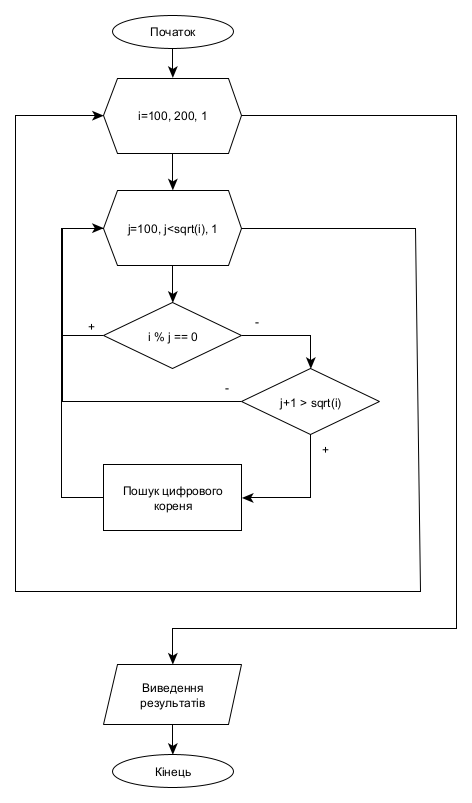 Початок
i=100, 200, 1
j=100, j<sqrt(i), 1
+
i % j == 0
-
-
j+1 > sqrt(i)
+
Пошук цифрового
кореня
Виведення
результатів
Кінець